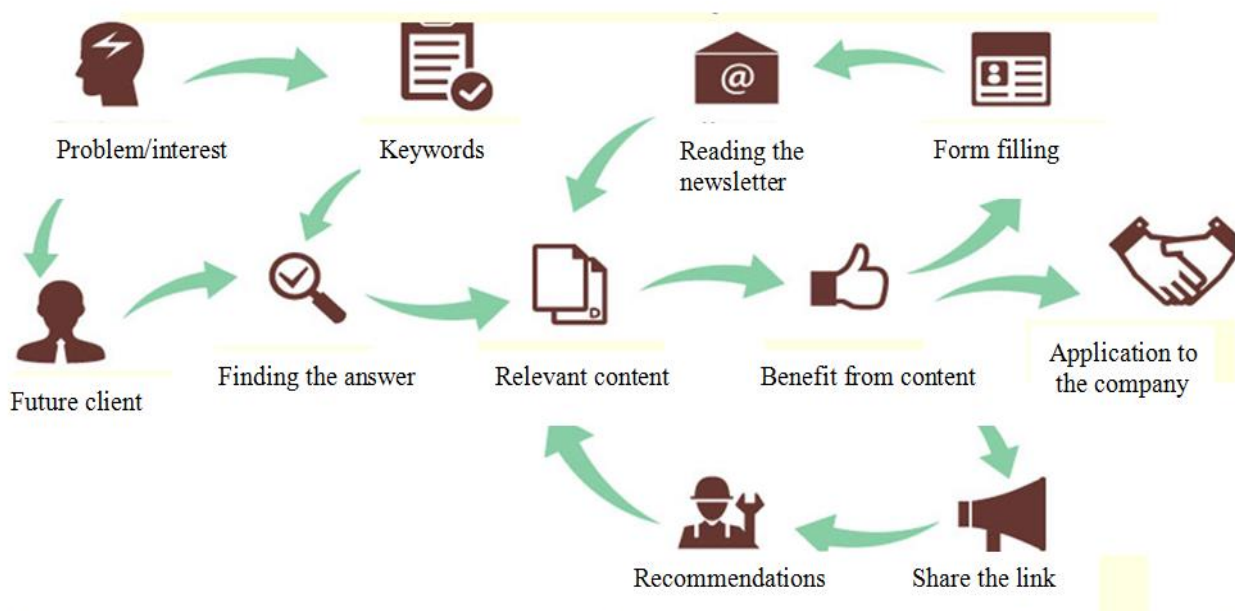 @
Problem/interest
Keywords
Reading the
newsletter
Form filling
D
Future client
Finding the answer
Relevant content
Benefit from content
Application to
the company
Recommendations
Share the link